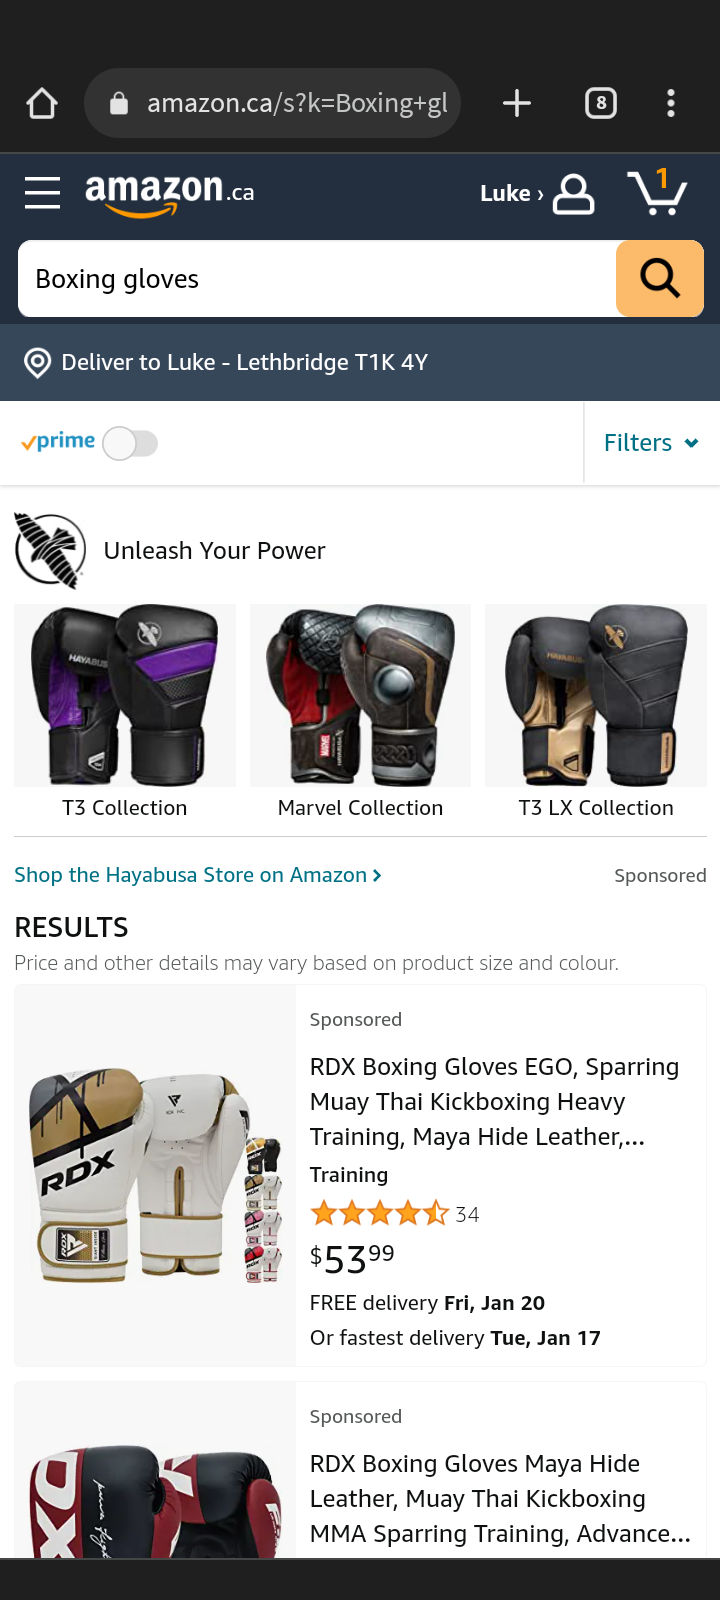 amazon.ca/s?k=Boxing+gl
8
amazon.ca
Luke ›
1
Boxing gloves
Deliver to Luke - Lethbridge T1K 4Y
prime
Filters
Unleash Your Power
HAYABUS
MARVEL
T3 Collection
Marvel Collection
T3 LX Collection
Shop the Hayabusa Store on Amazon ›
Sponsored
RESULTS
Price and other details may vary based on product size and colour.
RDX
Sponsored
RDX Boxing Gloves EGO, Sparring
Muay Thai Kickboxing Heavy
Training, Maya Hide Leather,...
Training
34
$53 99
FREE delivery Fri, Jan 20
Or fastest delivery Tue, Jan 17
Sponsored
RDX Boxing Gloves Maya Hide
Leather, Muay Thai Kickboxing
MMA Sparring Training, Advance...